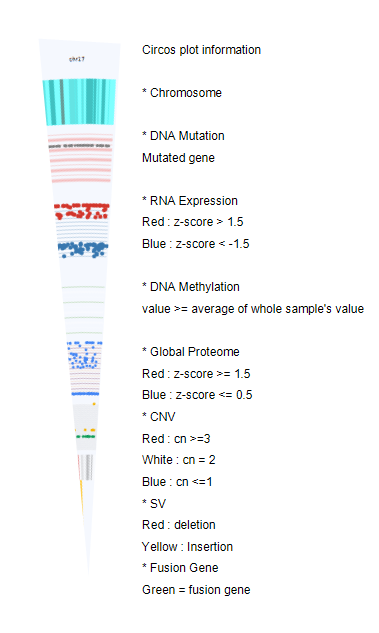 chr17
Circos plot information
* Chromosome
* DNA Mutation
Mutated gene
* RNA Expression
Red : z-score > 1.5
Blue : z-score < -1.5
* DNA Methylation
value >= average of whole sample's value
* Global Proteome
Red : z-score >= 1.5
Blue : z-score <= 0.5
* CNV
Red : cn >=3
White : cn = 2
Blue : cn <=1
* SV
Red : deletion
Yellow : Insertion
* Fusion Gene
Green = fusion gene